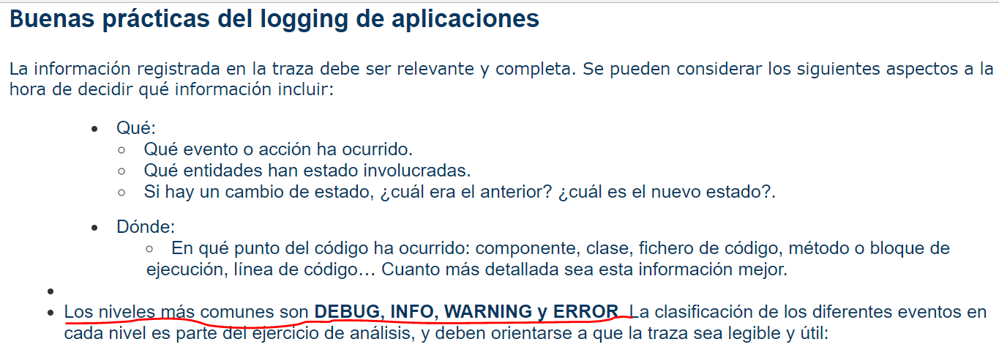 Buenas prácticas del logging de aplicaciones
La información registrada en la traza debe ser relevante y completa. Se pueden considerar los siguientes aspectos a la
hora de decidir qué información incluir:
Qué:
Qué evento o acción ha ocurrido.
Qué entidades han estado involucradas.
Si hay un cambio de estado, ¿cuál era el anterior? ¿cuál es el nuevo estado?.
Dónde:
En qué punto del código ha ocurrido: componente, clase, fichero de código, método o bloque de
ejecución, línea de código… Cuanto más detallada sea esta información mejor.
Los niveles más comunes son DEBUG, INFO, WARNING y ERROR. La clasificación de los diferentes eventos en
cada nivel es parte del ejercicio de análisis, y deben orientarse a que la traza sea legible y útil: